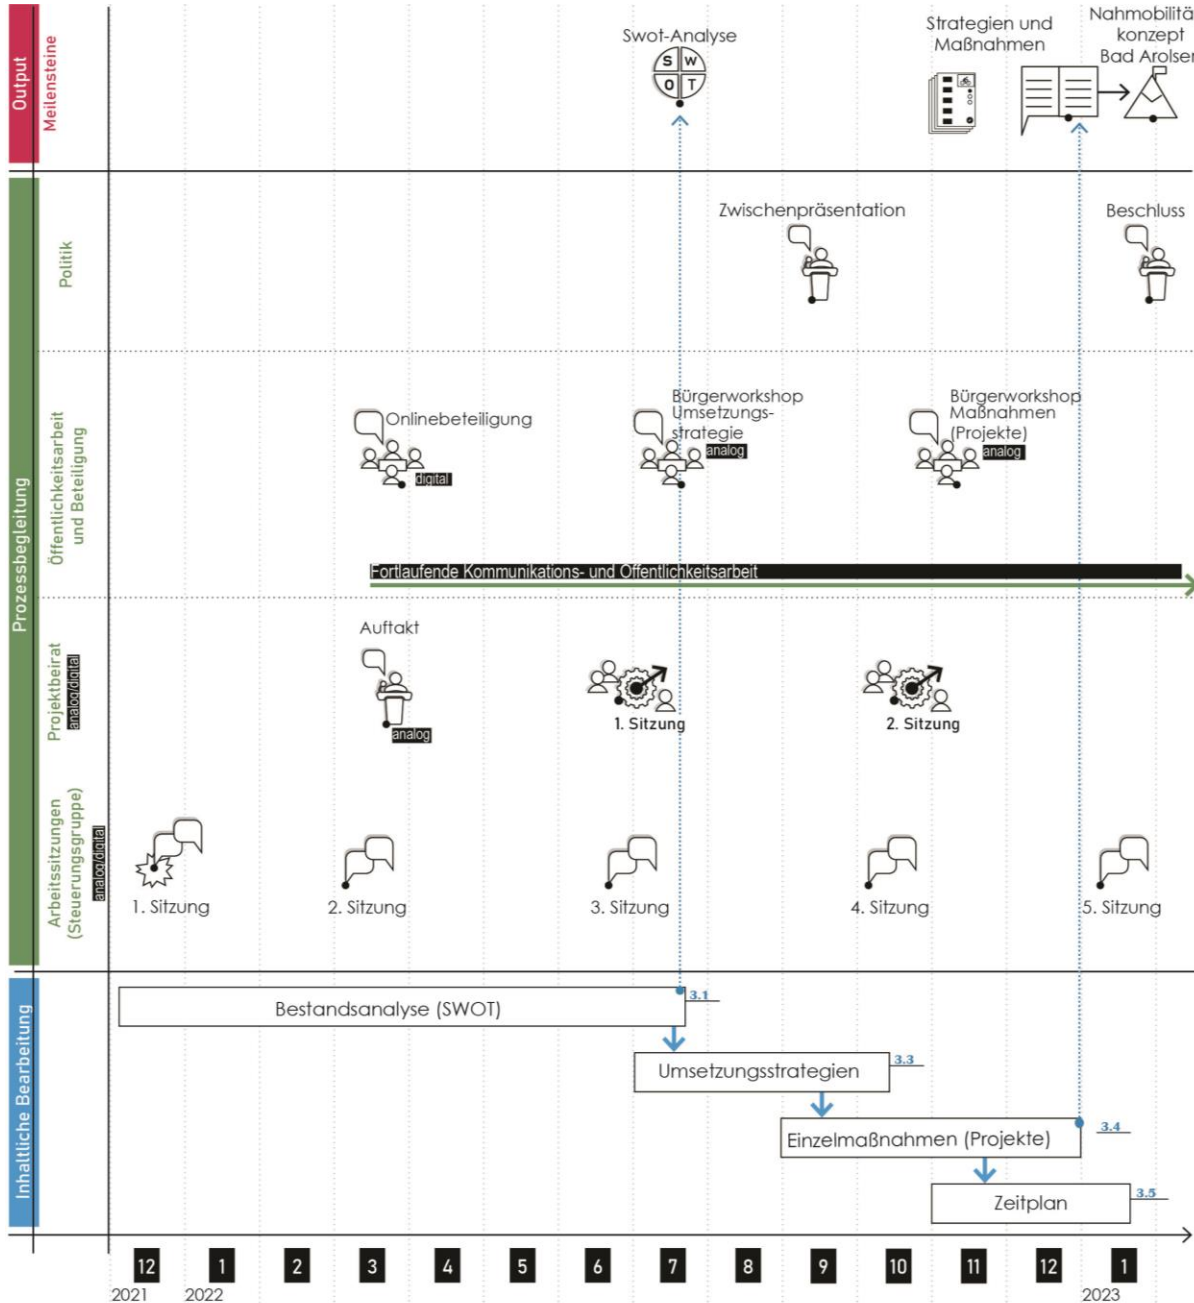 Output
Meilensteine
Swot-Analyse
S W
O T
Strategien und
Maßnahmen
Nahmobilitä
konzept
Bad Arolsen
Prozessbegleitung
Politik
Zwischenpräsentation
Beschluss
Öffentlichkeitsarbeit
und Beteiligung
Onlinebeteiligung
digital
Bürgerworkshop
Umsetzungs-
strategie
analog
Bürgerworkshop
Maßnahmen
(Projekte)
analog
Fortlaufende Kommunikations- und Offentlichkeitsarbeit
Projektbeirat
analog/digital
Auftakt
analog
1. Sitzung
2. Sitzung
Arbeitssitzungen
(Steuerungsgruppe)
analog/digital
1. Sitzung
2. Sitzung
3. Sitzung
4. Sitzung
5. Sitzung
Inhaltliche Bearbeitung
Bestandsanalyse (SWOT)
3.1
Umsetzungsstrategien
3.3
Einzelmaßnahmen (Projekte)
3.4
Zeitplan
3.5
12 1 2 3 4 5 6 7 8 9 10 11 12 1
2021 2022 2023